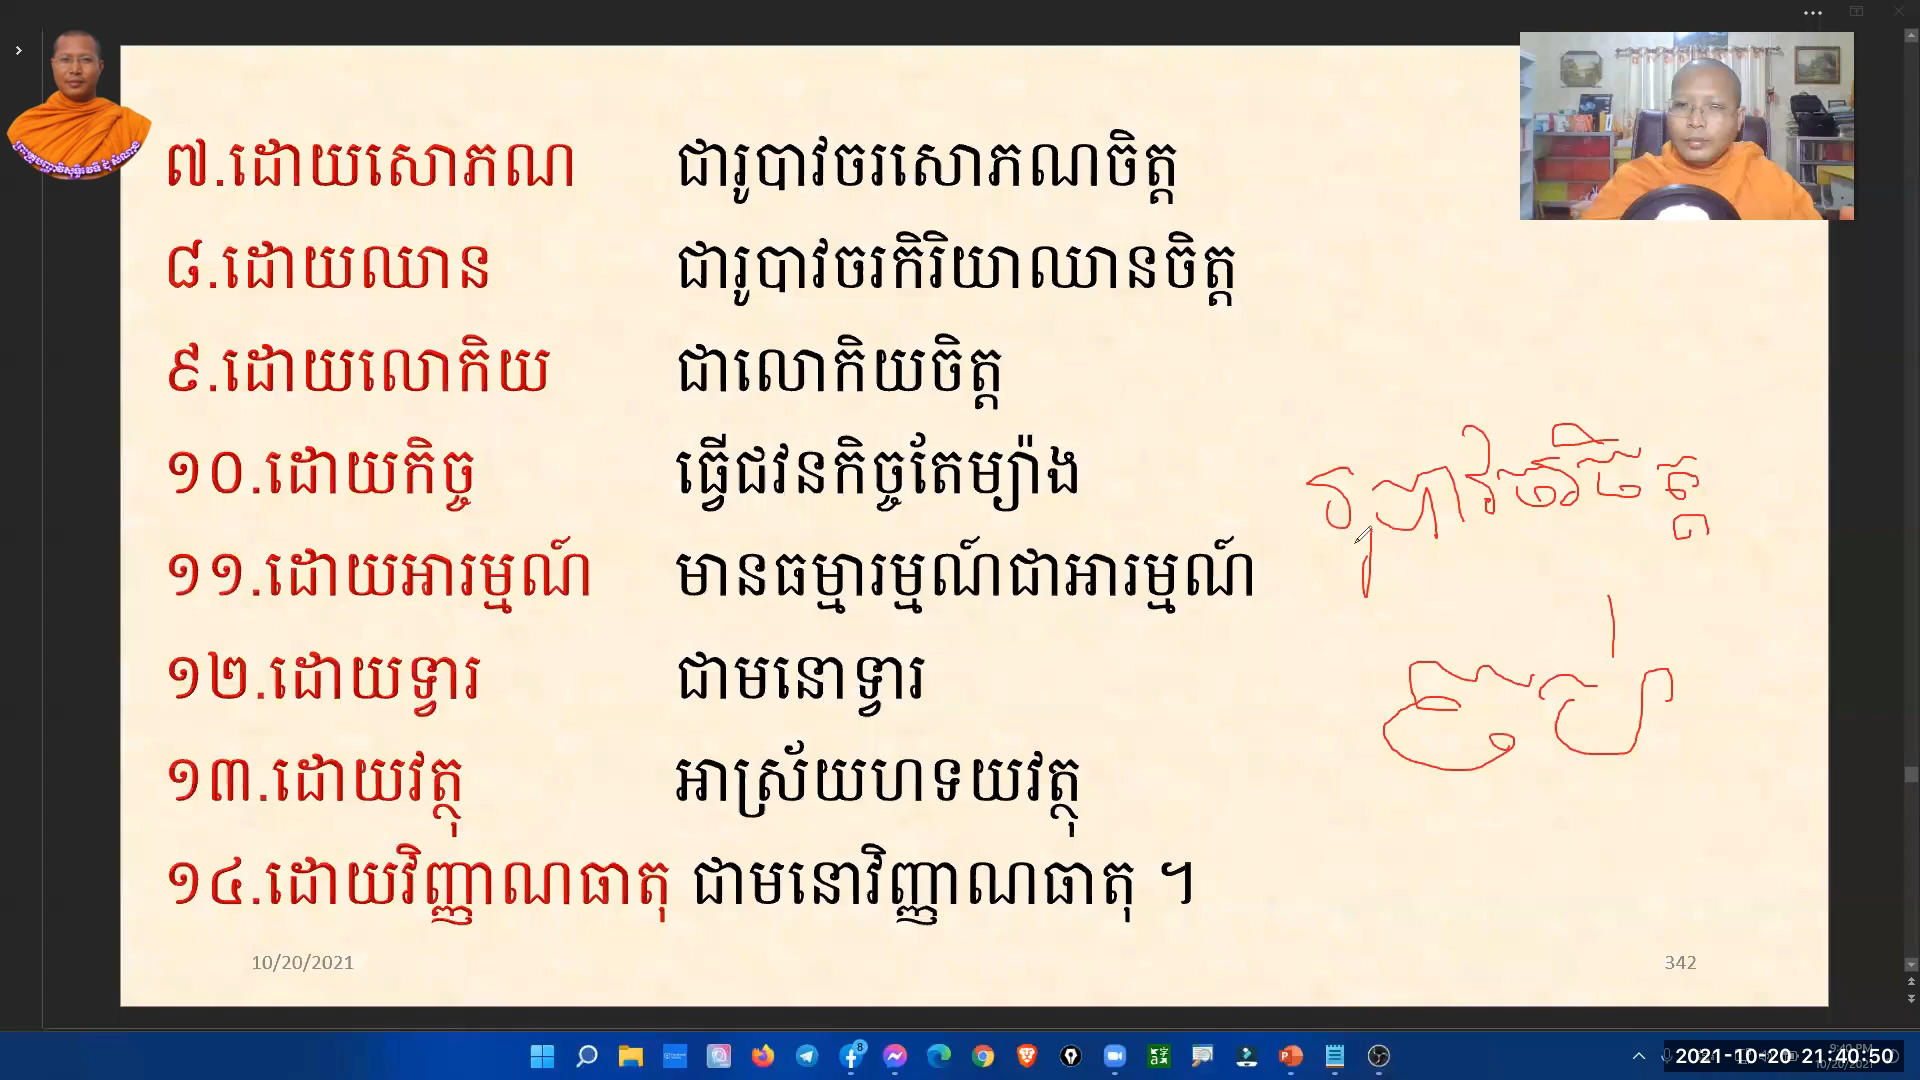 ៧.ដោយសោភណ ជារូបាវចរសោភណចិត្ត
៨.ដោយឈាន ជារូបាវចរកិរិយាឈានចិត្ត
៩.ដោយលោកិយ ជាលោកិយចិត្ត
១០.ដោយកិច្ច ធ្វើជវនកិច្ចតែម្យ៉ាង
១១.ដោយអារម្មណ៍ មានធម្មារម្មណ៍ជាអារម្មណ៍
១២.ដោយទ្វារ ជាមនោទ្វារ
១៣.ដោយវត្ថុ អាស្រ័យហទយវត្ថុ
១៤.ដោយវិញ្ញាណធាតុ ជាមនោវិញ្ញាណធាតុ ។
10/20/2021
342
8
2021-10-20 21:40:50